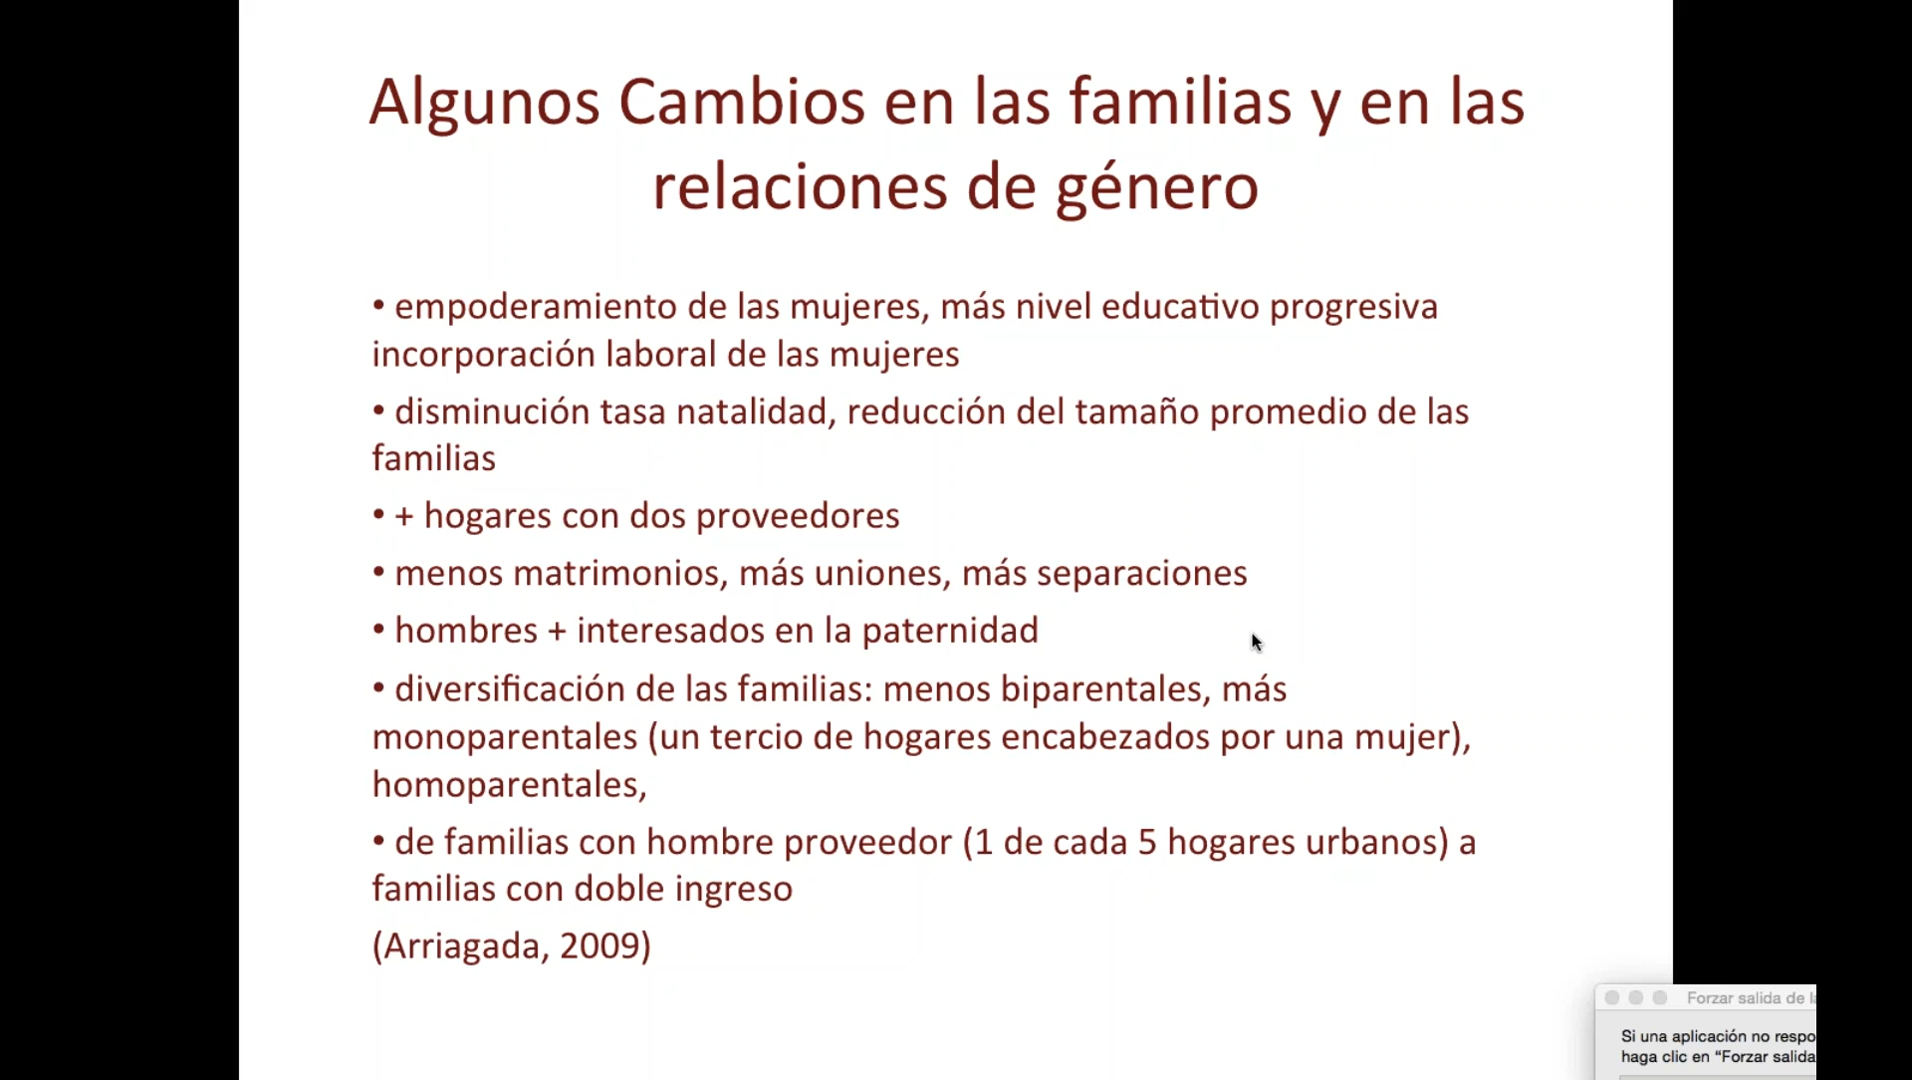 Algunos Cambios en las familias y en las
relaciones de género
• empoderamiento de las mujeres, más nivel educativo progresiva
incorporación laboral de las mujeres
• disminución tasa natalidad, reducción del tamaño promedio de las
familias
• + hogares con dos proveedores
• menos matrimonios, más uniones, más separaciones
• hombres + interesados en la paternidad
• diversificación de las familias: menos biparentales, más
monoparentales (un tercio de hogares encabezados por una mujer),
homoparentales,
• de familias con hombre proveedor (1 de cada 5 hogares urbanos) a
familias con doble ingreso
(Arriagada, 2009)
Forzar salida de
Si una aplicación no respo
haga clic en “Forzar salida